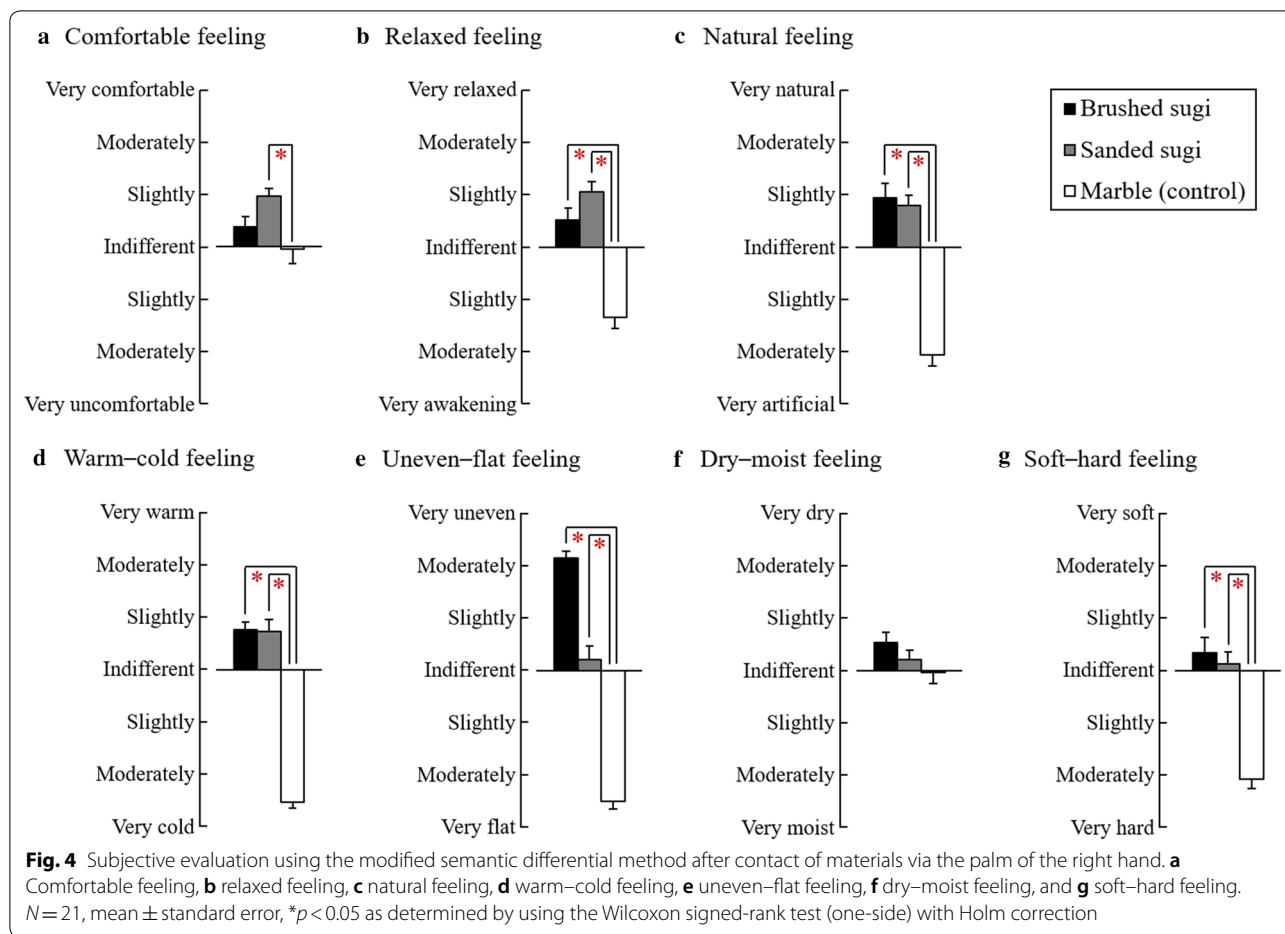 a Comfortable feeling
Very comfortable
Moderately
Slightly
Indifferent
Slightly
Moderately
Very uncomfortable
*
b Relaxed feeling
Very relaxed
Moderately
Slightly
Indifferent
Slightly
Moderately
Very awakening
* *
c Natural feeling
Very natural
Moderately
Slightly
Indifferent
Slightly
Moderately
Very artificial
* *
Brushed sugi
Sanded sugi
Marble (control)
d Warm–cold feeling
Very warm
Moderately
Slightly
Indifferent
Slightly
Moderately
Very cold
* *
e Uneven–flat feeling
Very uneven
Moderately
Slightly
Indifferent
Slightly
Moderately
Very flat
* *
f Dry–moist feeling
Very dry
Moderately
Slightly
Indifferent
Slightly
Moderately
Very moist
g Soft–hard feeling
Very soft
Moderately
Slightly
Indifferent
Slightly
Moderately
Very hard
* *
Fig. 4 Subjective evaluation using the modified semantic differential method after contact of materials via the palm of the right hand. a
Comfortable feeling, b relaxed feeling, c natural feeling, d warm–cold feeling, e uneven–flat feeling, f dry–moist feeling, and g soft–hard feeling.
N = 21, mean ± standard error, *p < 0.05 as determined by using the Wilcoxon signed-rank test (one-side) with Holm correction